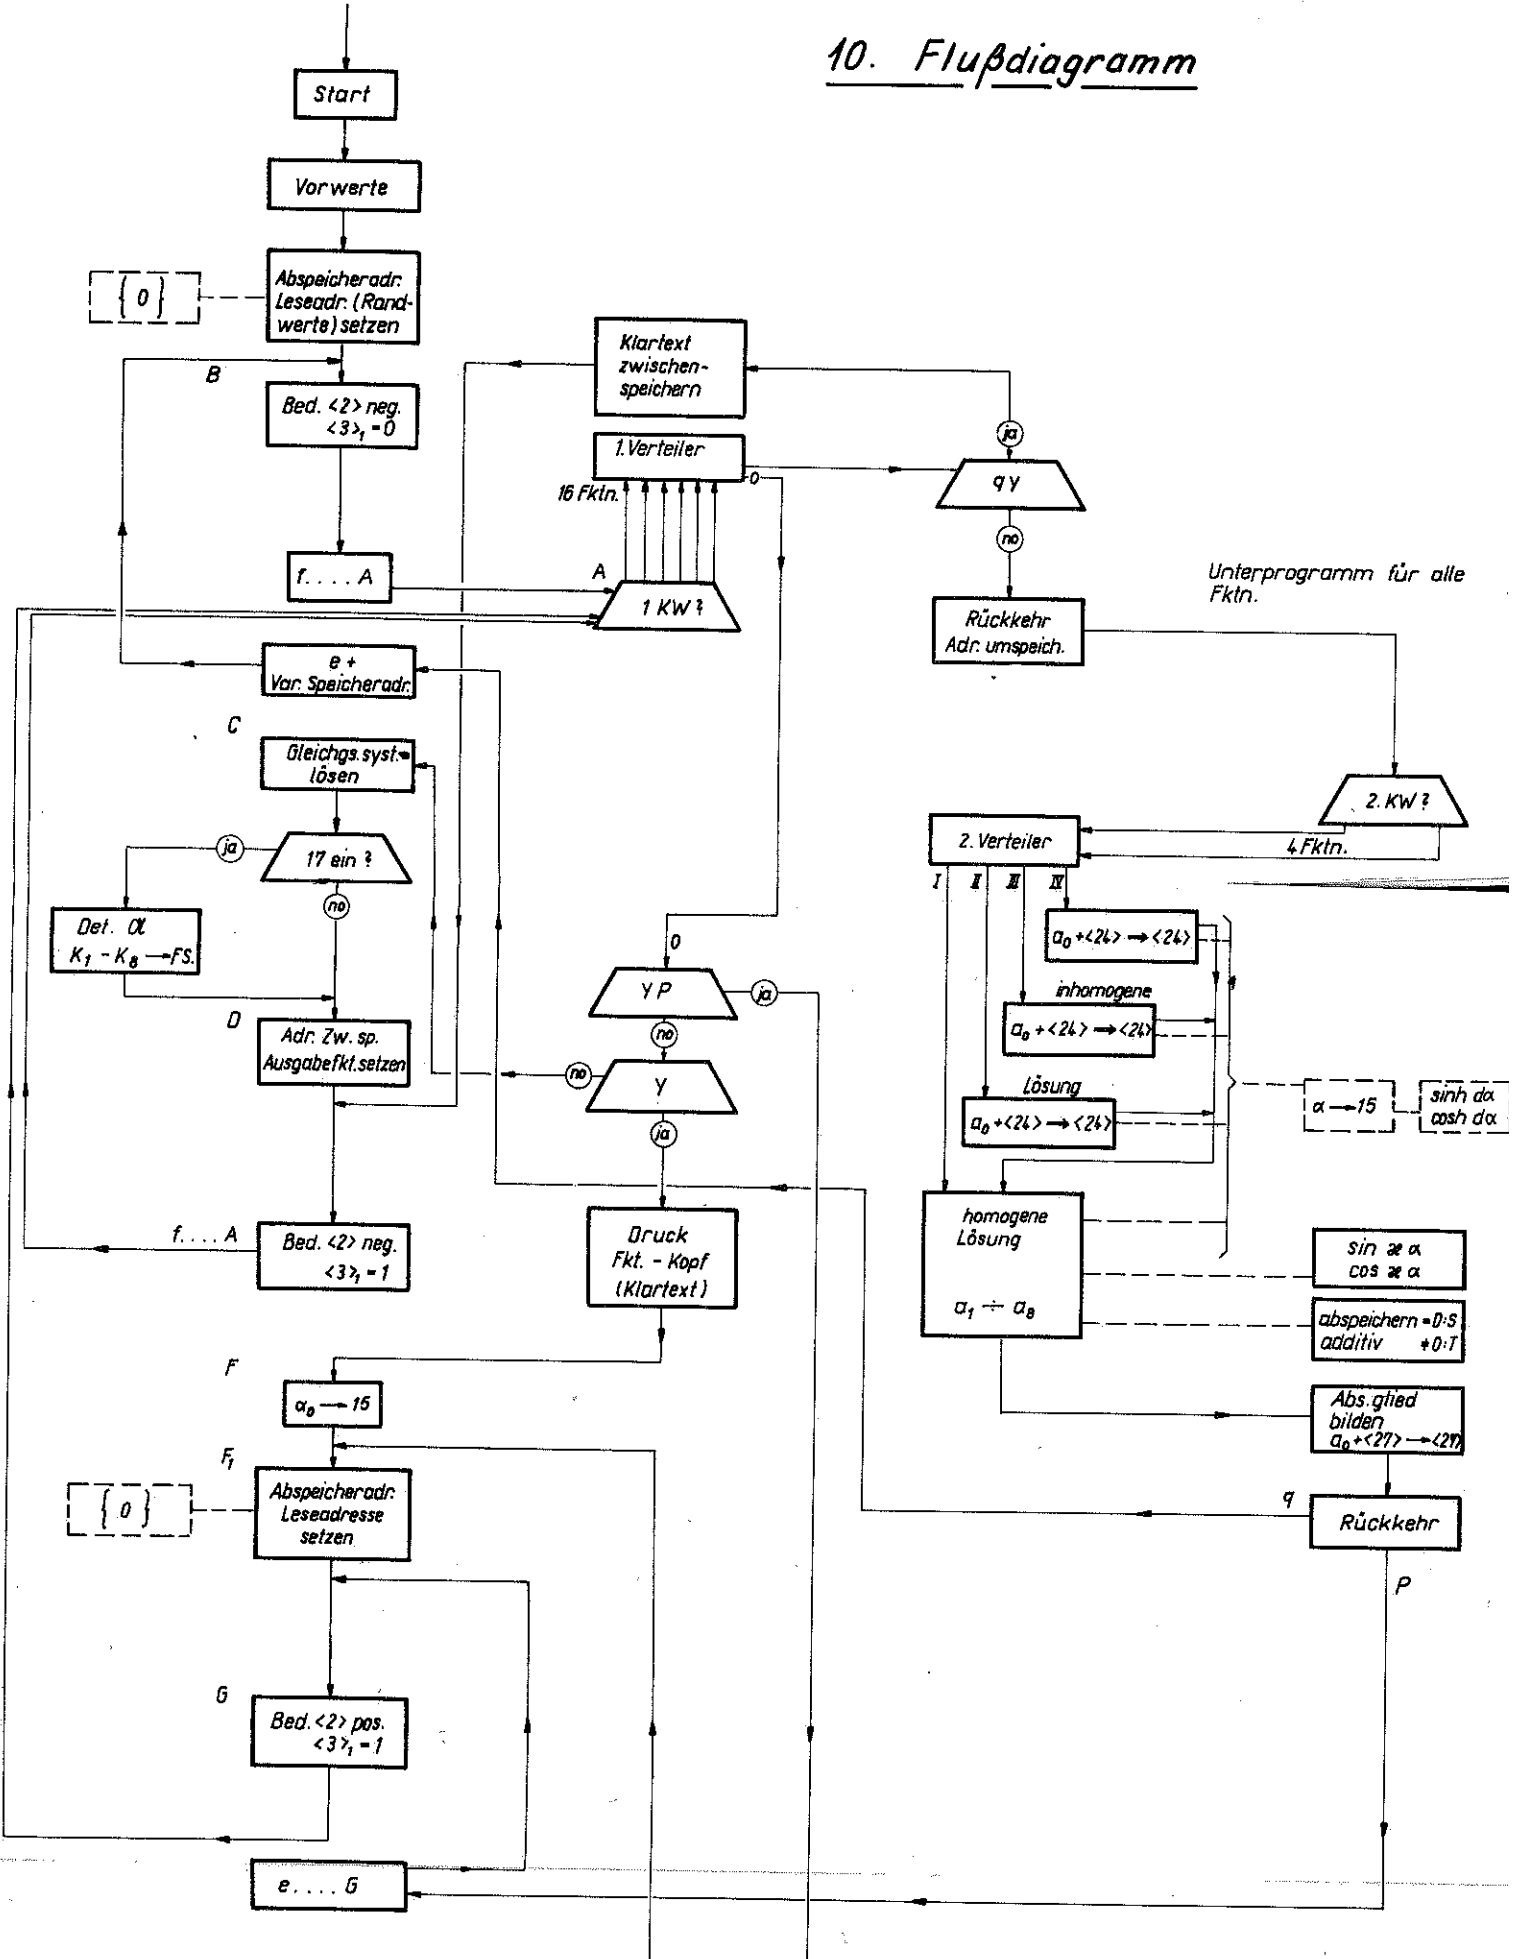 10. Flußdiagramm
Start
Vorwerte
Abspeicheradr.
Leseadr. (Rand-
werte) setzen
{ 0 }
B
Bed. <2> neg.
<3>₁ = 0
f....A
Klartext
zwischen-
speichern
1. Verteiler
0
16 Fktn.
A
1 KW?
ja
qY
no
Unterprogramm für alle
Fktn.
Rückkehr
Adr. umspeich.
e +
Var. Speicheradr.
C
Gleichgs.syst.
lösen
17 ein ?
ja
no
Det. α
K₁ - K₈ → FS.
2. KW?
2. Verteiler
4 Fktn.
I
II
III
IV
a₀ + <24> → <24>
inhomogene
a₀ + <24> → <24>
Lösung
a₀ + <24> → <24>
α → 15
sinh dα
cosh dα
0
YP
ja
no
Y
no
ja
D
Adr. Zw. sp.
Ausgabefkt. setzen
f....A
Bed. <2> neg.
<3>₁ = 1
Druck
Fkt. - Kopf
(Klartext)
homogene
Lösung
a₁ ÷ a₈
sin æ α
cos æ α
abspeichern = 0:S
additiv ≠ 0:T
Abs.glied
bilden
a₀ + <27> → <27>
q
Rückkehr
P
F
α₀ → 15
F₁
Abspeicheradr.
Leseadresse
setzen
{ 0 }
G
Bed. <2> pos.
<3>₁ = 1
e....G